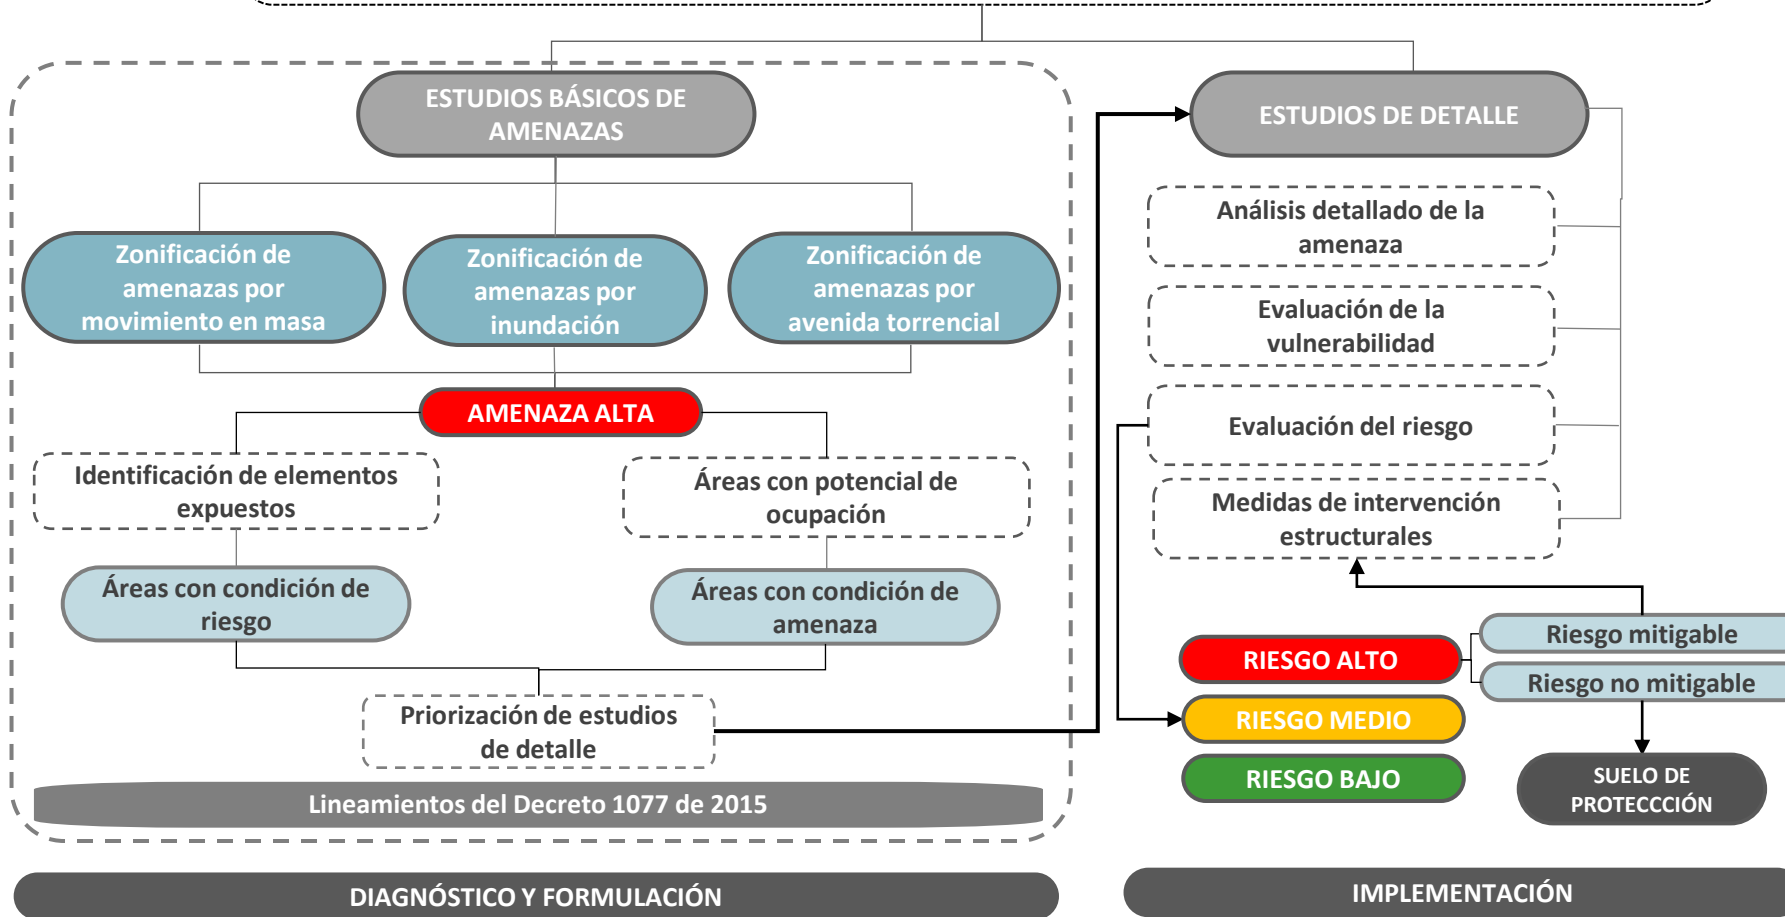 ESTUDIOS BÁSICOS DE
AMENAZAS
Zonificación de
amenazas por
movimiento en masa
Zonificación de
amenazas por
inundación
Zonificación de
amenazas por
avenida torrencial
AMENAZA ALTA
Identificación de elementos
expuestos
Áreas con potencial de
ocupación
Áreas con condición de
riesgo
Áreas con condición de
amenaza
Priorización de estudios
de detalle
Lineamientos del Decreto 1077 de 2015
DIAGNÓSTICO Y FORMULACIÓN
ESTUDIOS DE DETALLE
Análisis detallado de la
amenaza
Evaluación de la
vulnerabilidad
Evaluación del riesgo
Medidas de intervención
estructurales
RIESGO ALTO
Riesgo mitigable
Riesgo no mitigable
RIESGO MEDIO
RIESGO BAJO
SUELO DE
PROTECCCIÓN
IMPLEMENTACIÓN